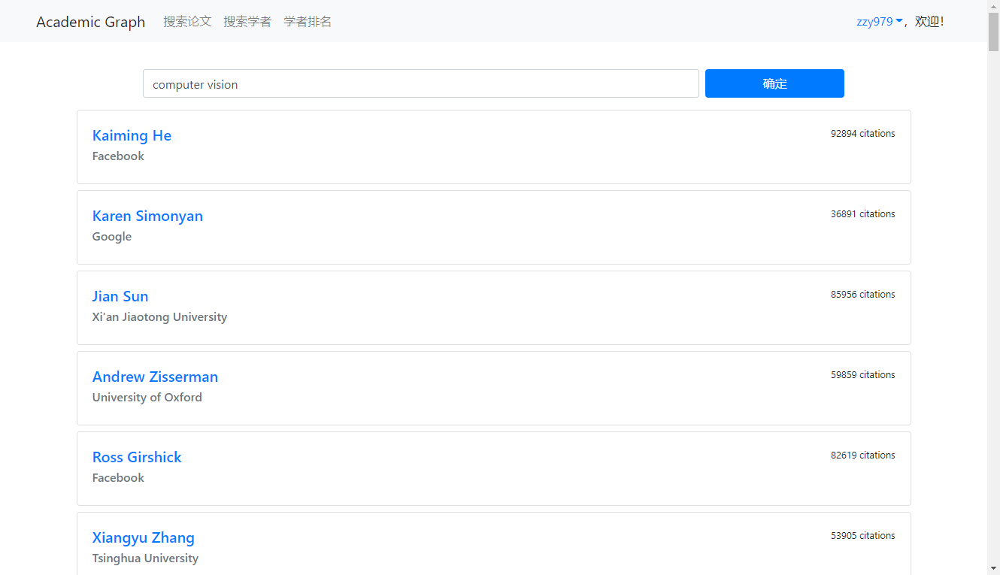 Academic Graph 搜索论文 搜索学者 学者排名 zzy979，欢迎！
computer vision 确定
Kaiming He 92894 citations
Facebook
Karen Simonyan 36891 citations
Google
Jian Sun 85956 citations
Xi'an Jiaotong University
Andrew Zisserman 59859 citations
University of Oxford
Ross Girshick 82619 citations
Facebook
Xiangyu Zhang 53905 citations
Tsinghua University